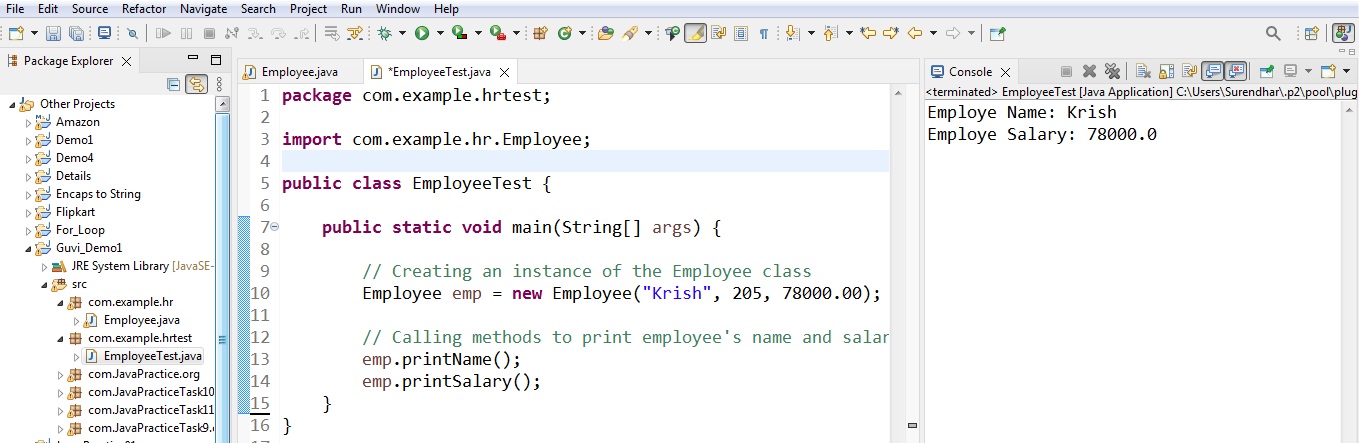 File Edit Source Refactor Navigate Search Project Run Window Help
Package Explorer
Other Projects
Amazon
Demo1
Demo4
Details
Encaps to String
Flipkart
For_Loop
Guvi_Demo1
JRE System Library [JavaSE-
src
com.example.hr
Employee.java
com.example.hrtest
EmployeeTest.java
com.JavaPractice.org
com.JavaPracticeTask10
com.JavaPracticeTask11
com.JavaPracticeTask9.
Employee.java *EmployeeTest.java
1 package com.example.hrtest;
2
3 import com.example.hr.Employee;
4
5 public class EmployeeTest {
6
7 public static void main(String[] args) {
8
9 // Creating an instance of the Employee class
10 Employee emp = new Employee("Krish", 205, 78000.00);
11
12 // Calling methods to print employee's name and salar
13 emp.printName();
14 emp.printSalary();
15 }
16 }
Console
<terminated> EmployeeTest [Java Application] C:\Users\Surendhar\.p2\pool\plug
Employe Name: Krish
Employe Salary: 78000.0